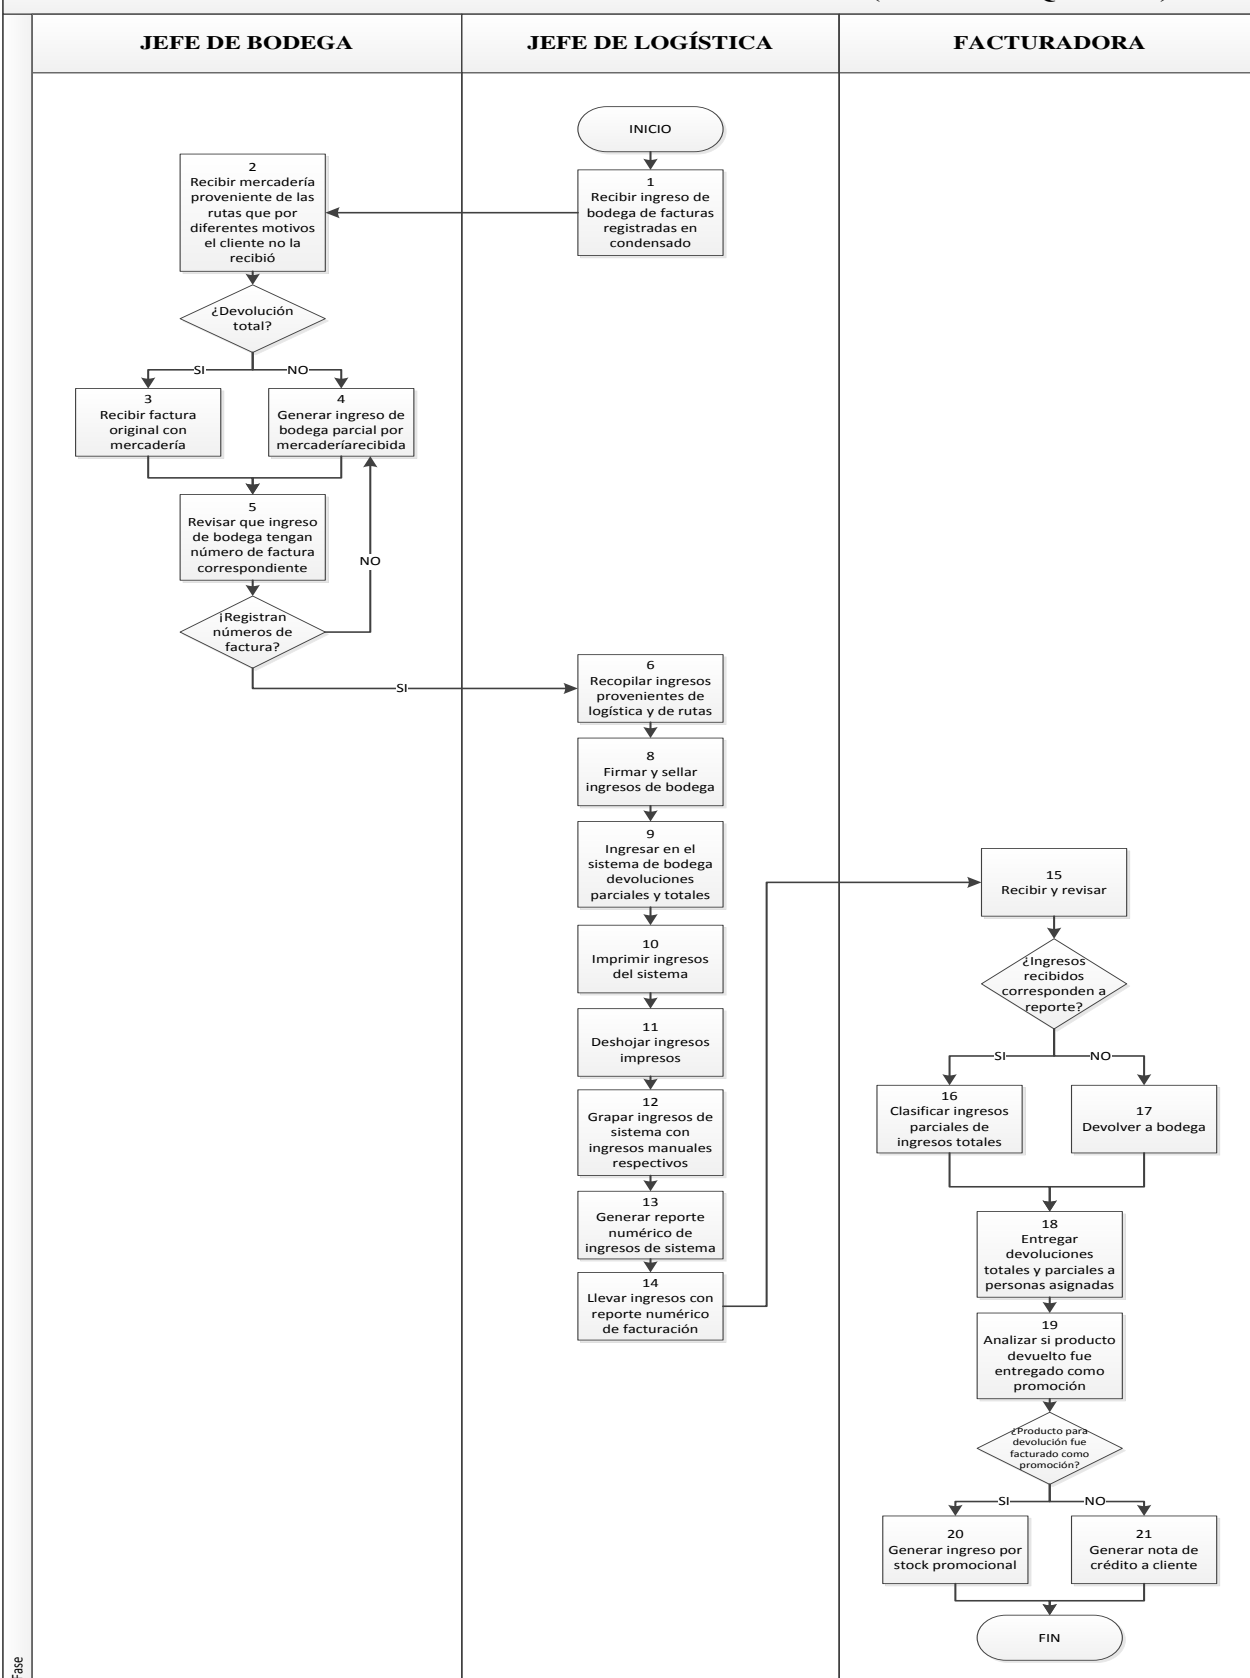 JEFE DE BODEGA
JEFE DE LOGÍSTICA
FACTURADORA
INICIO
1
Recibir ingreso de
bodega de facturas
registradas en
condensado
2
Recibir mercadería
proveniente de las
rutas que por
diferentes motivos
el cliente no la
recibió
¿Devolución
total?
SI
NO
3
Recibir factura
original con
mercadería
4
Generar ingreso de
bodega parcial por
mercaderíarecibida
5
Revisar que ingreso
de bodega tengan
número de factura
correspondiente
NO
¡Registran
números de
factura?
SI
6
Recopilar ingresos
provenientes de
logística y de rutas
8
Firmar y sellar
ingresos de bodega
9
Ingresar en el
sistema de bodega
devoluciones
parciales y totales
10
Imprimir ingresos
del sistema
11
Deshojar ingresos
impresos
12
Grapar ingresos de
sistema con
ingresos manuales
respectivos
13
Generar reporte
numérico de
ingresos de sistema
14
Llevar ingresos con
reporte numérico
de facturación
15
Recibir y revisar
¿Ingresos
recibidos
corresponden a
reporte?
SI
NO
16
Clasificar ingresos
parciales de
ingresos totales
17
Devolver a bodega
18
Entregar
devoluciones
totales y parciales a
personas asignadas
19
Analizar si producto
devuelto fue
entregado como
promoción
¿Producto para
devolución fue
facturado como
promoción?
SI
NO
20
Generar ingreso por
stock promocional
21
Generar nota de
crédito a cliente
FIN
Fase